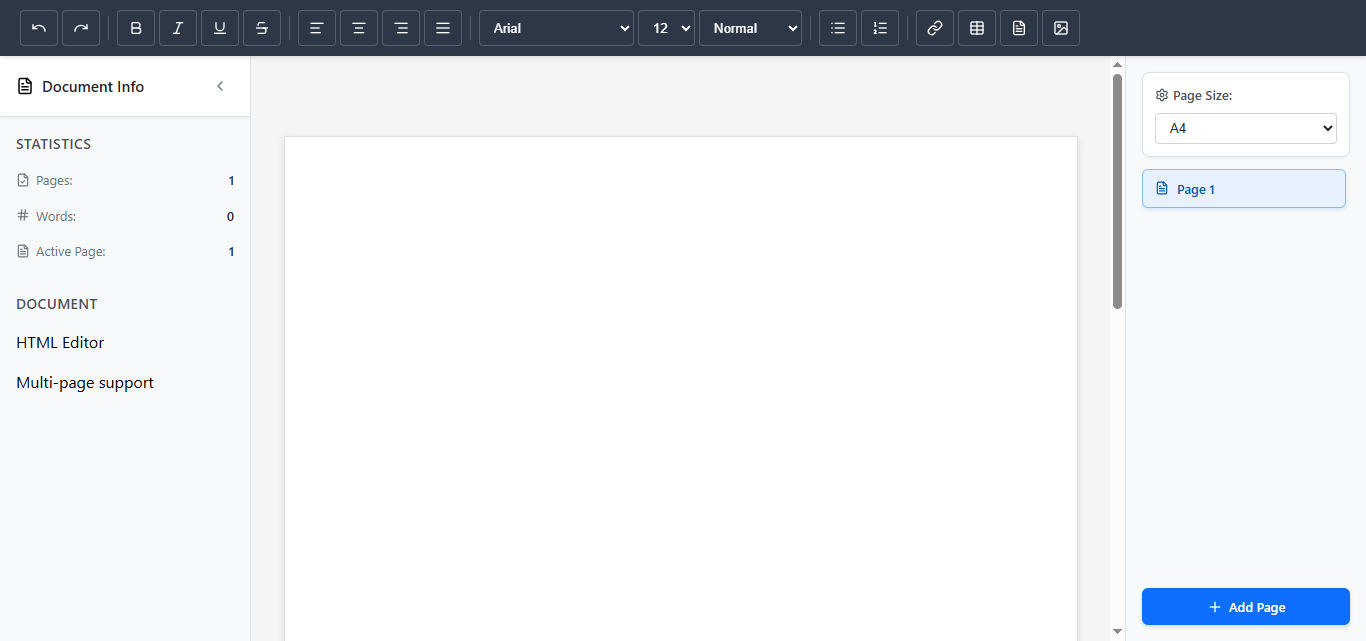 Arial 12 Normal
Document Info
STATISTICS
Pages: 1
Words: 0
Active Page: 1
DOCUMENT
HTML Editor
Multi-page support
Page Size:
A4
Page 1
Add Page